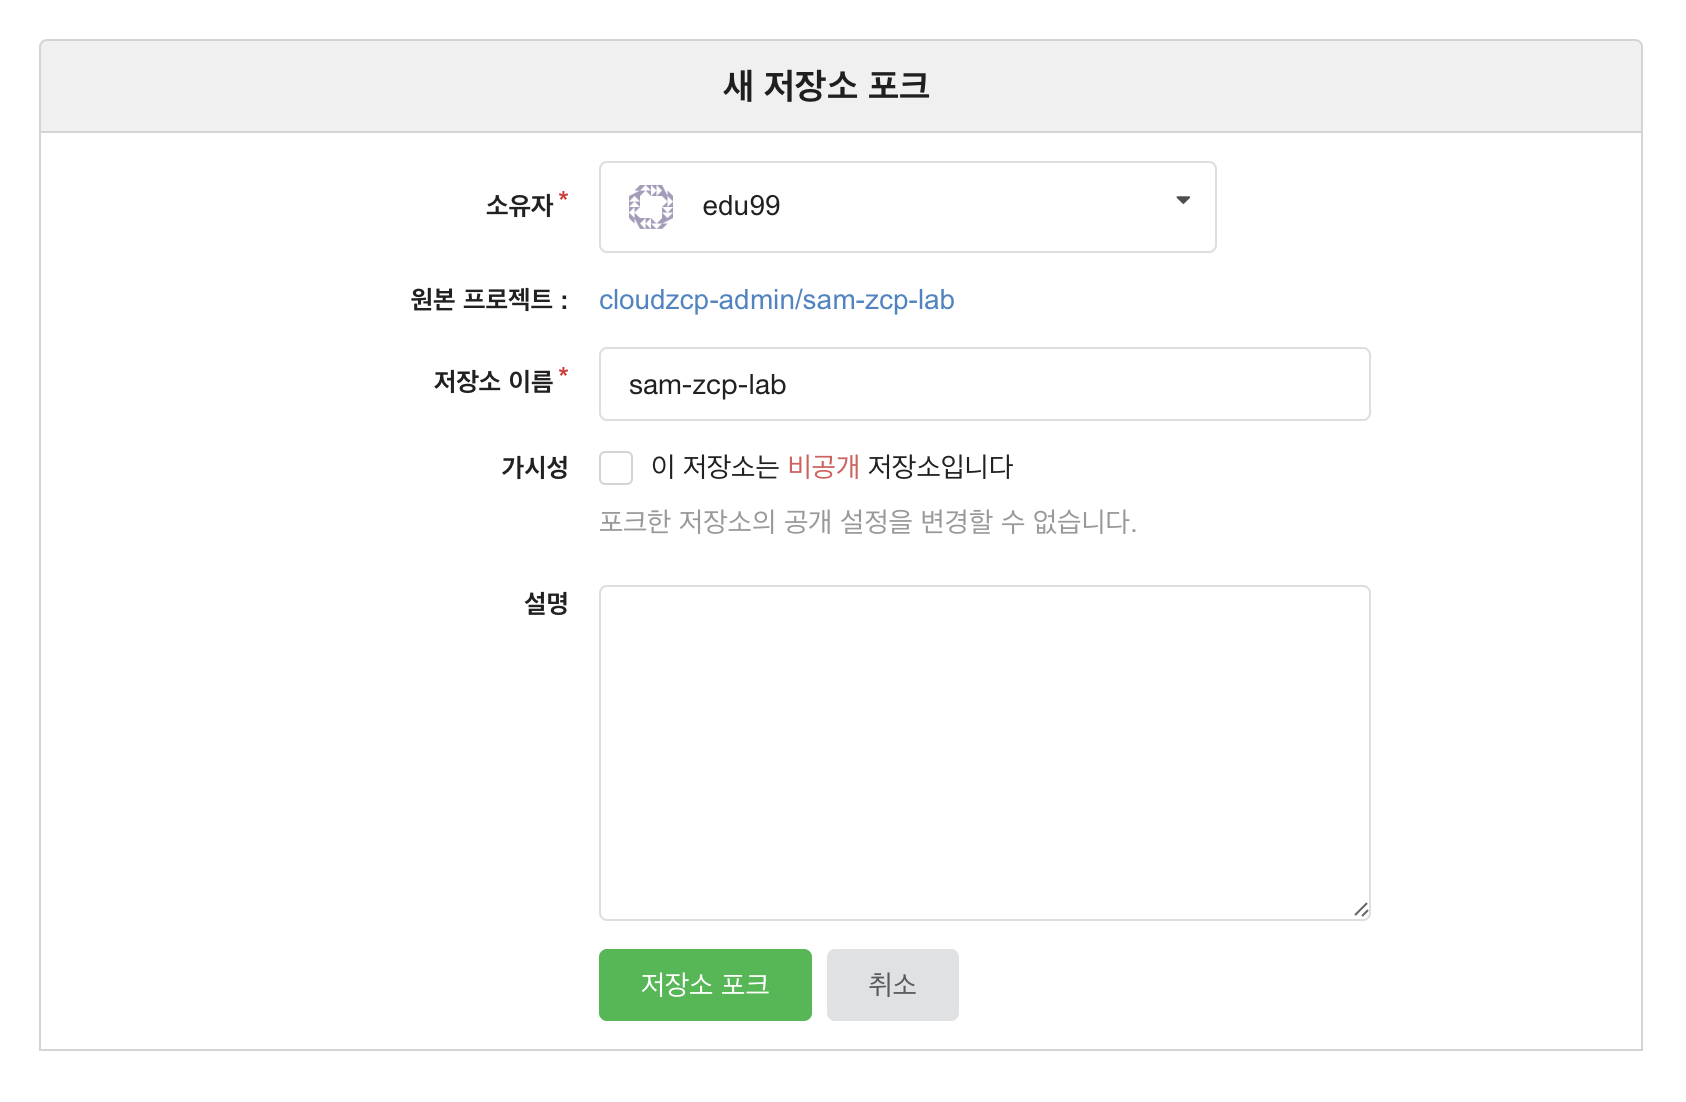 새 저장소 포크
소유자 *
edu99
원본 프로젝트 :
cloudzcp-admin/sam-zcp-lab
저장소 이름 *
sam-zcp-lab
가시성
이 저장소는 비공개 저장소입니다
포크한 저장소의 공개 설정을 변경할 수 없습니다.
설명
저장소 포크
취소